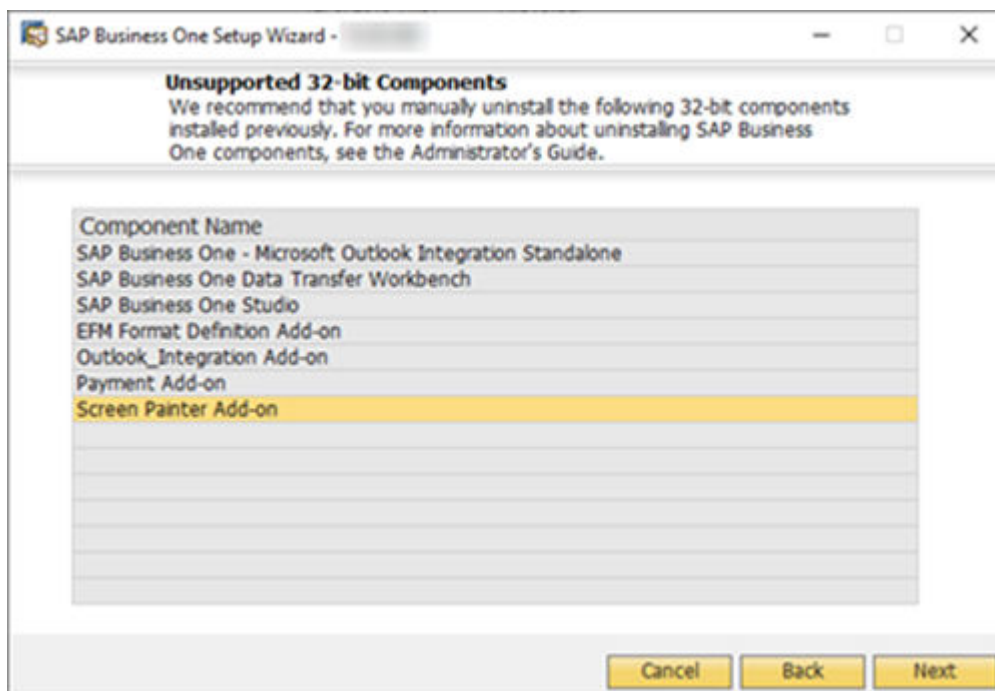 SAP Business One Setup Wizard -
Unsupported 32-bit Components
We recommend that you manually uninstall the following 32-bit components
installed previously. For more information about uninstalling SAP Business
One components, see the Administrator's Guide.
Component Name
SAP Business One - Microsoft Outlook Integration Standalone
SAP Business One Data Transfer Workbench
SAP Business One Studio
EFM Format Definition Add-on
Outlook_Integration Add-on
Payment Add-on
Screen Painter Add-on
Cancel Back Next